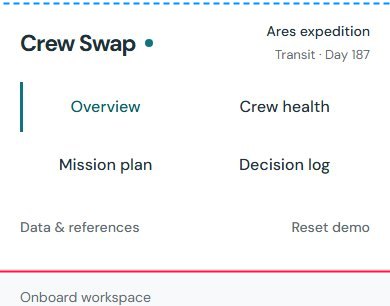 Crew Swap
Ares expedition
Transit · Day 187
Overview
Crew health
Mission plan
Decision log
Data & references
Reset demo
Onboard workspace